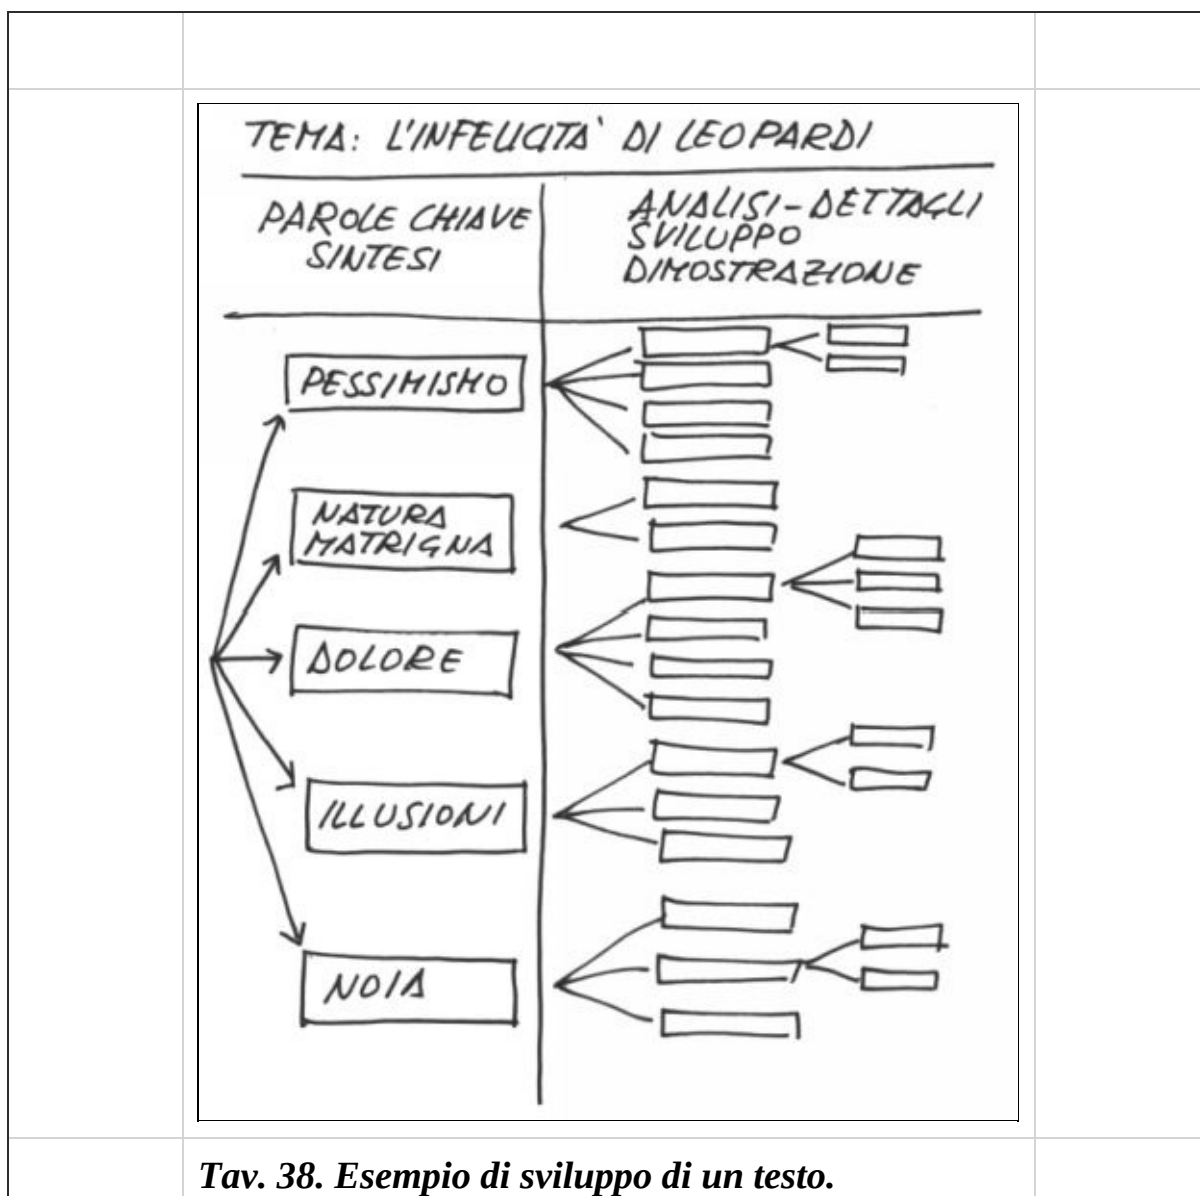 TEMA: L'INFELICITA' DI LEOPARDI
PAROLE CHIAVE
SINTESI
ANALISI-DETTAGLI
SVILUPPO
DIMOSTRAZIONE
PESSIMISMO
NATURA
MATRIGNA
DOLORE
ILLUSIONI
NOIA
Tav. 38. Esempio di sviluppo di un testo.